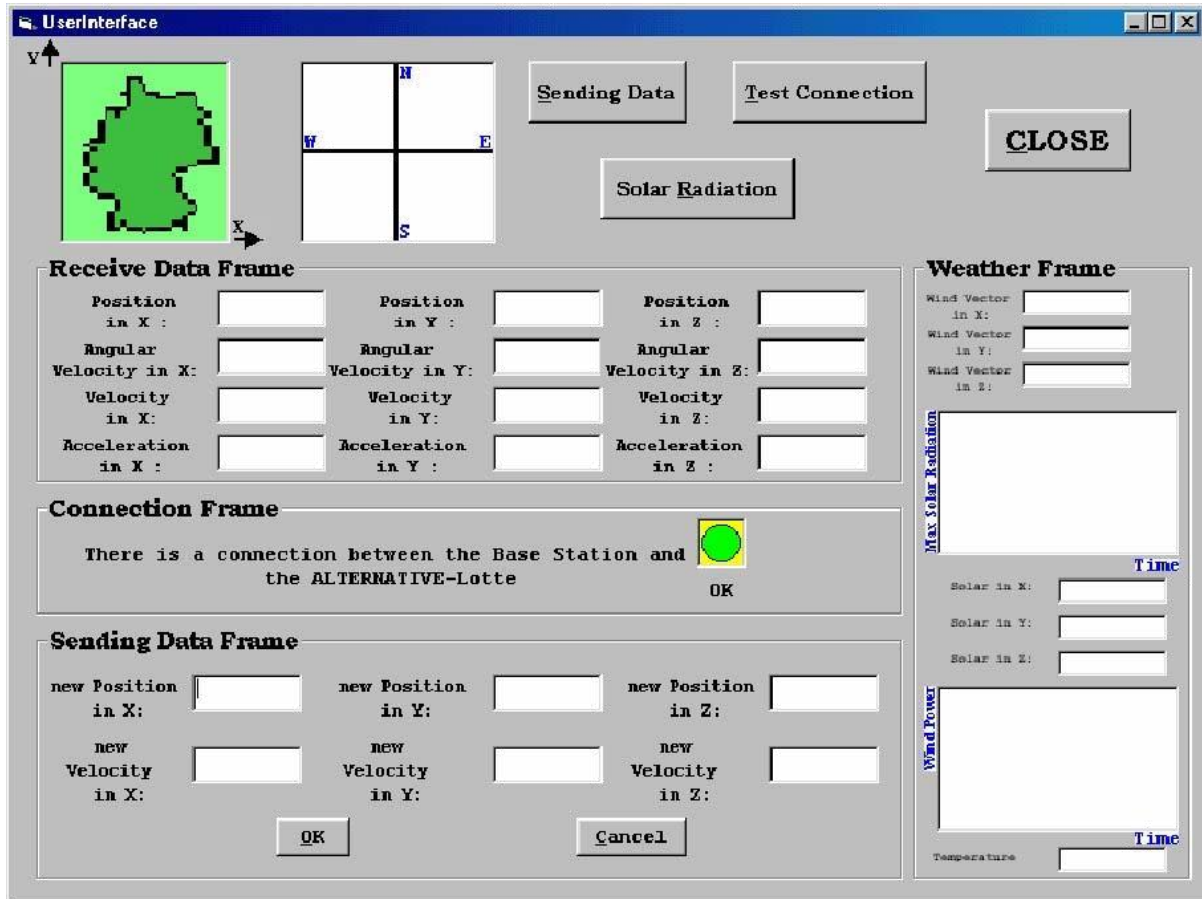 UserInterface
Y
X
N
W E
S
Sending Data
Test Connection
CLOSE
Solar Radiation
Receive Data Frame
Position
in X :
Position
in Y :
Position
in Z :
Angular
Velocity in X:
Angular
Velocity in Y:
Angular
Velocity in Z:
Velocity
in X:
Velocity
in Y:
Velocity
in Z:
Acceleration
in X :
Acceleration
in Y :
Acceleration
in Z :
Connection Frame
There is a connection between the Base Station and
the ALTERNATIVE-Lotte
OK
Sending Data Frame
new Position
in X:
new Position
in Y:
new Position
in Z:
new
Velocity
in X:
new
Velocity
in Y:
new
Velocity
in Z:
OK
Cancel
Weather Frame
Wind Vector
in X:
Wind Vector
in Y:
Wind Vector
in Z:
Max Solar Radiation
Time
Solar in X:
Solar in Y:
Solar in Z:
Wind Power
Time
Temperature